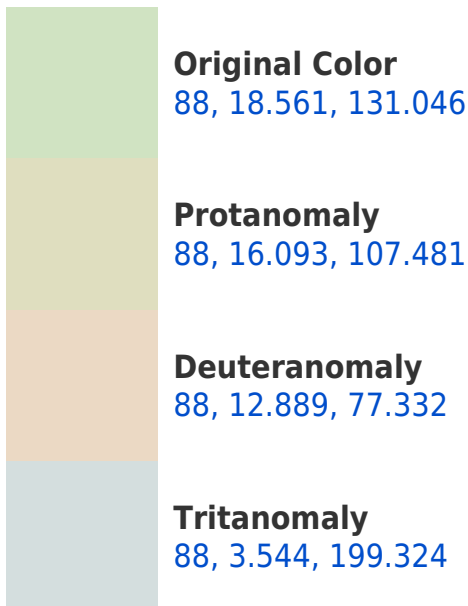 Original Color
88, 18.561, 131.046
Protanomaly
88, 16.093, 107.481
Deuteranomaly
88, 12.889, 77.332
Tritanomaly
88, 3.544, 199.324